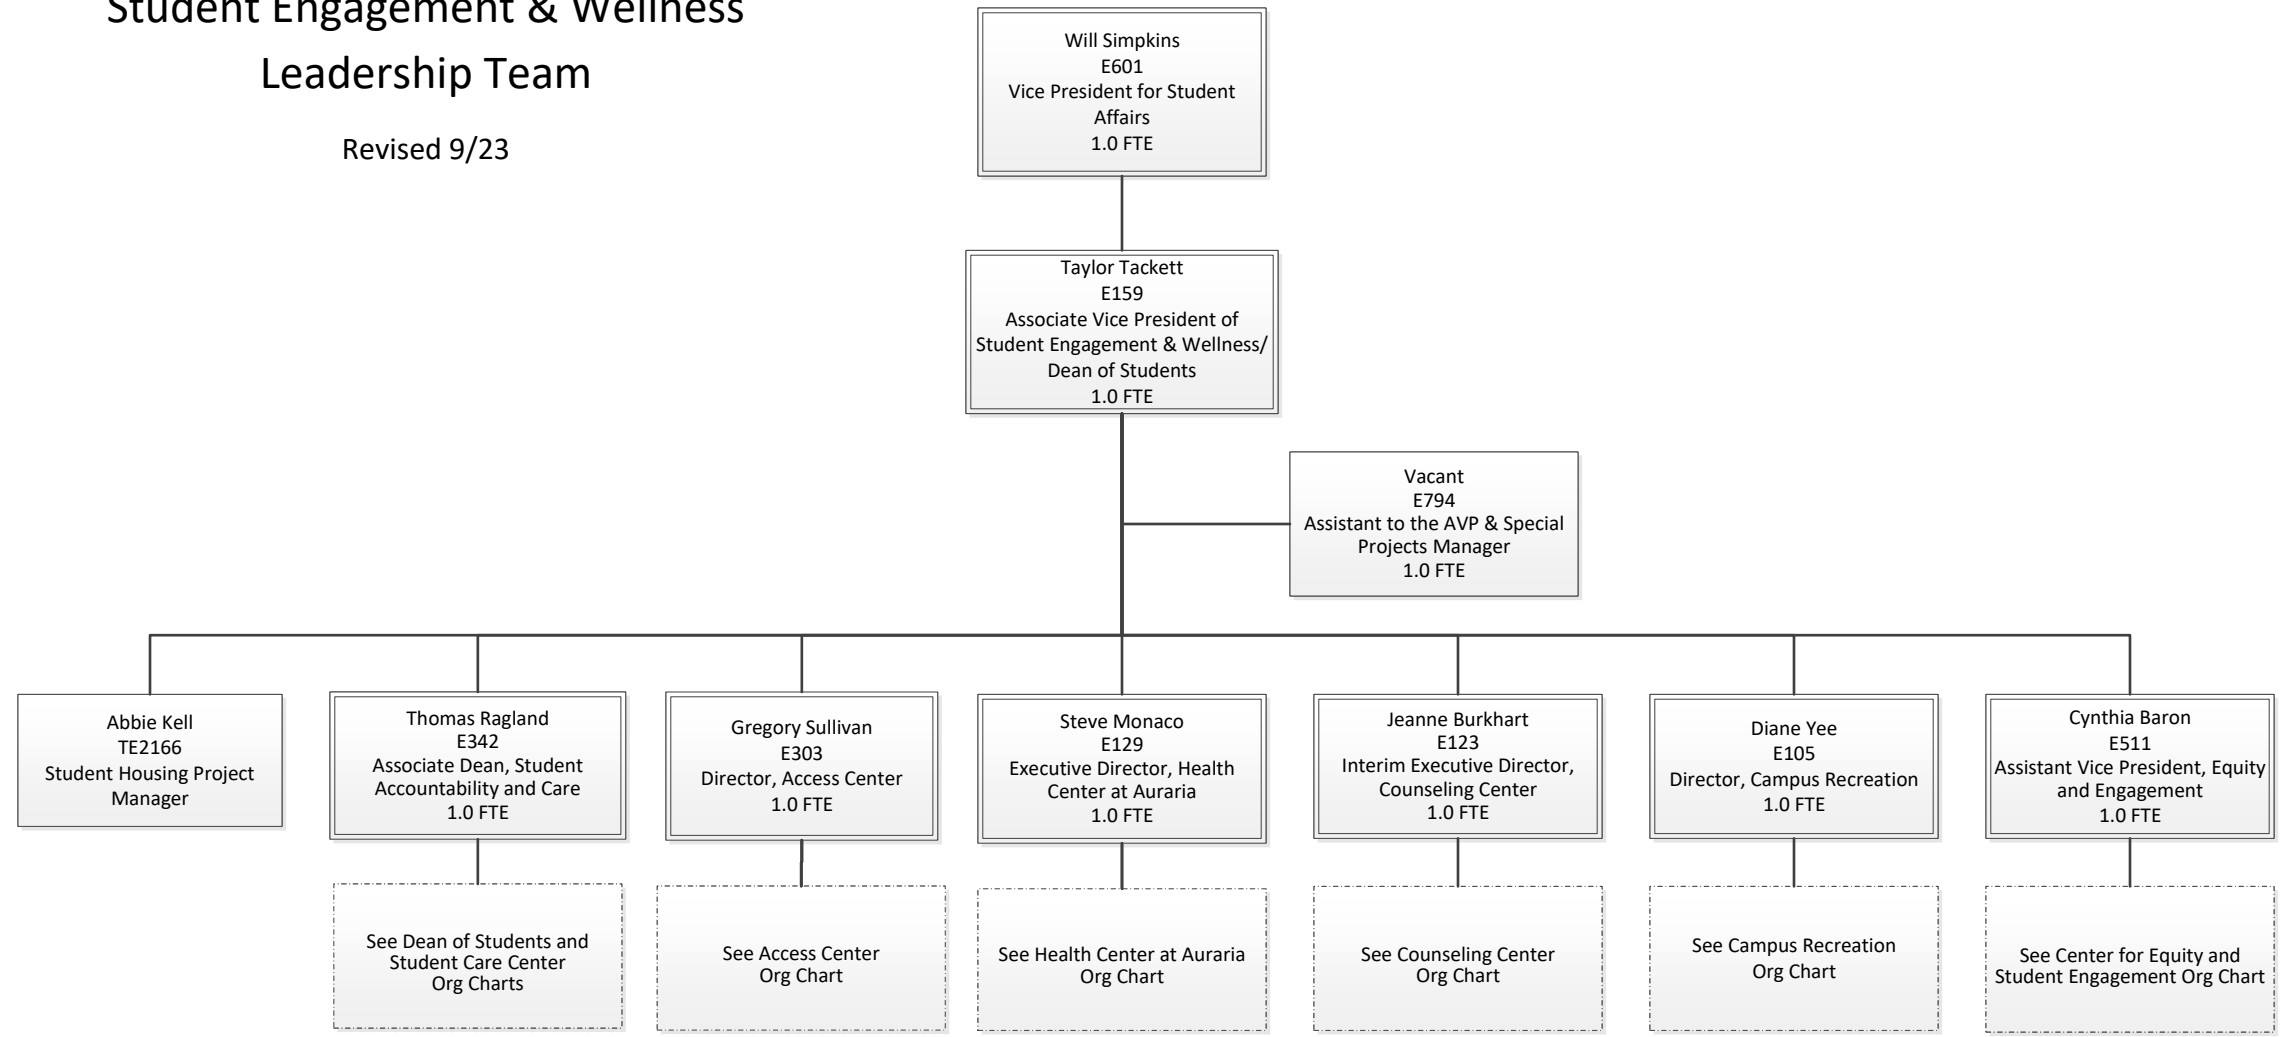 Student Engagement & Wellness
Leadership Team
Revised 9/23
Will Simpkins
E601
Vice President for Student
Affairs
1.0 FTE
Taylor Tackett
E159
Associate Vice President of
Student Engagement & Wellness/
Dean of Students
1.0 FTE
Vacant
E794
Assistant to the AVP & Special
Projects Manager
1.0 FTE
Abbie Kell
TE2166
Student Housing Project
Manager
Thomas Ragland
E342
Associate Dean, Student
Accountability and Care
1.0 FTE
Gregory Sullivan
E303
Director, Access Center
1.0 FTE
Steve Monaco
E129
Executive Director, Health
Center at Auraria
1.0 FTE
Jeanne Burkhart
E123
Interim Executive Director,
Counseling Center
1.0 FTE
Diane Yee
E105
Director, Campus Recreation
1.0 FTE
Cynthia Baron
E511
Assistant Vice President, Equity
and Engagement
1.0 FTE
See Dean of Students and
Student Care Center
Org Charts
See Access Center
Org Chart
See Health Center at Auraria
Org Chart
See Counseling Center
Org Chart
See Campus Recreation
Org Chart
See Center for Equity and
Student Engagement Org Chart